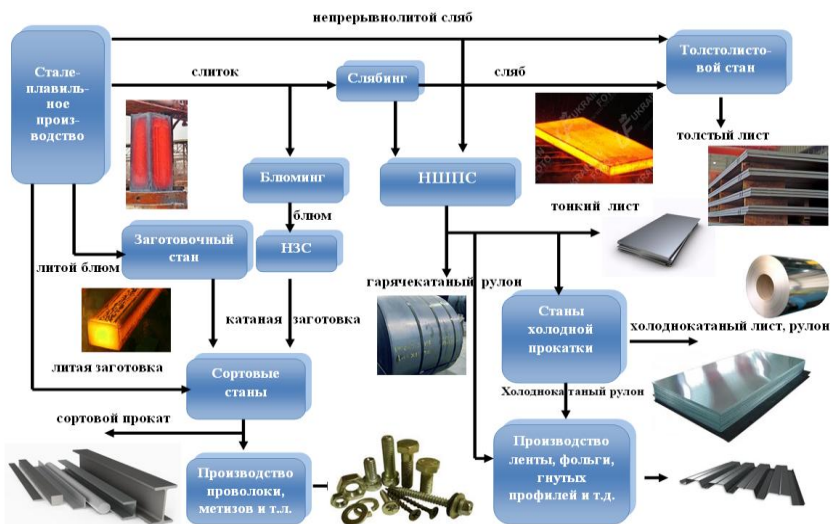 непрерывнолитой сляб
Стале-
плавиль-
ное
произ-
водство
слиток
Слябинг
сляб
Толстолисто-
вой стан
толстый лист
Блюминг
НШПС
блюм
тонкий лист
Заготовочный
стан
НЗС
литой блюм
гарячекатаный рулон
Станы
холодной
прокатки
холоднокатаный лист, рулон
катаная заготовка
литая заготовка
Сортовые
станы
Холоднокатаный рулон
сортовой прокат
Производство
проволоки,
метизов и т.л.
Производство
ленты, фольги,
гнутых
профилей и т.д.